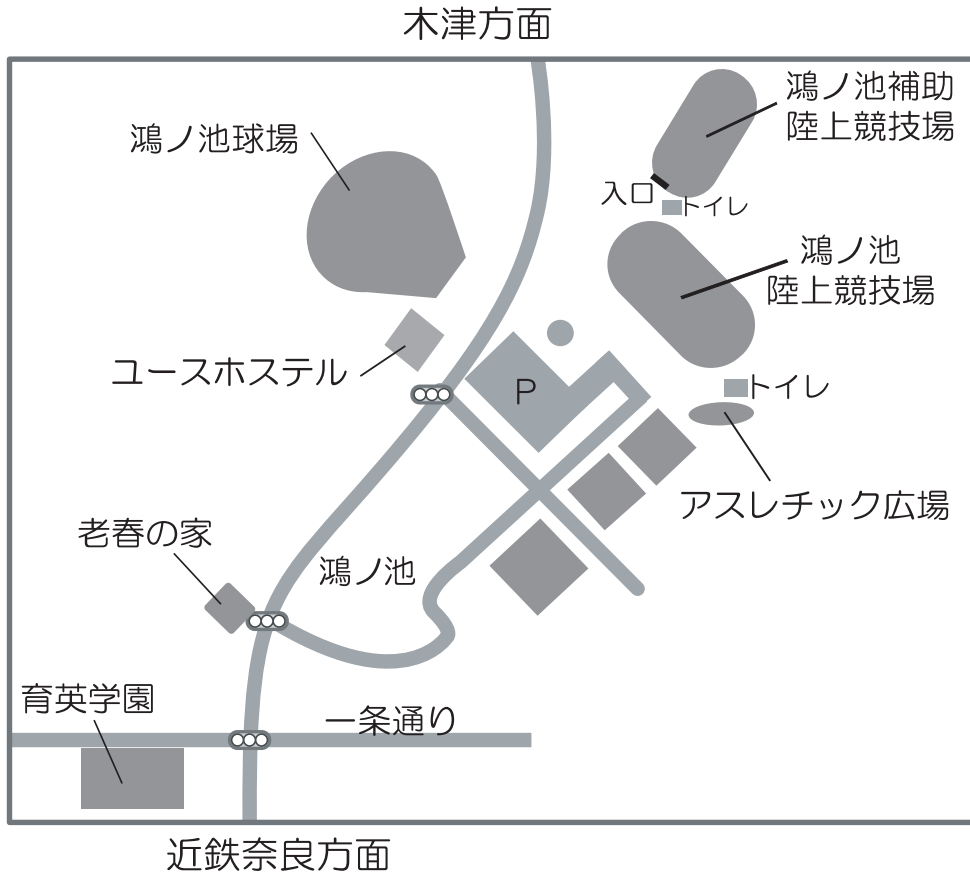 木津方面
鴻ノ池補助
陸上競技場
鴻ノ池球場
入口
トイレ
鴻ノ池
陸上競技場
ユースホステル
P
トイレ
アスレチック広場
老春の家
鴻ノ池
育英学園
一条通り
近鉄奈良方面